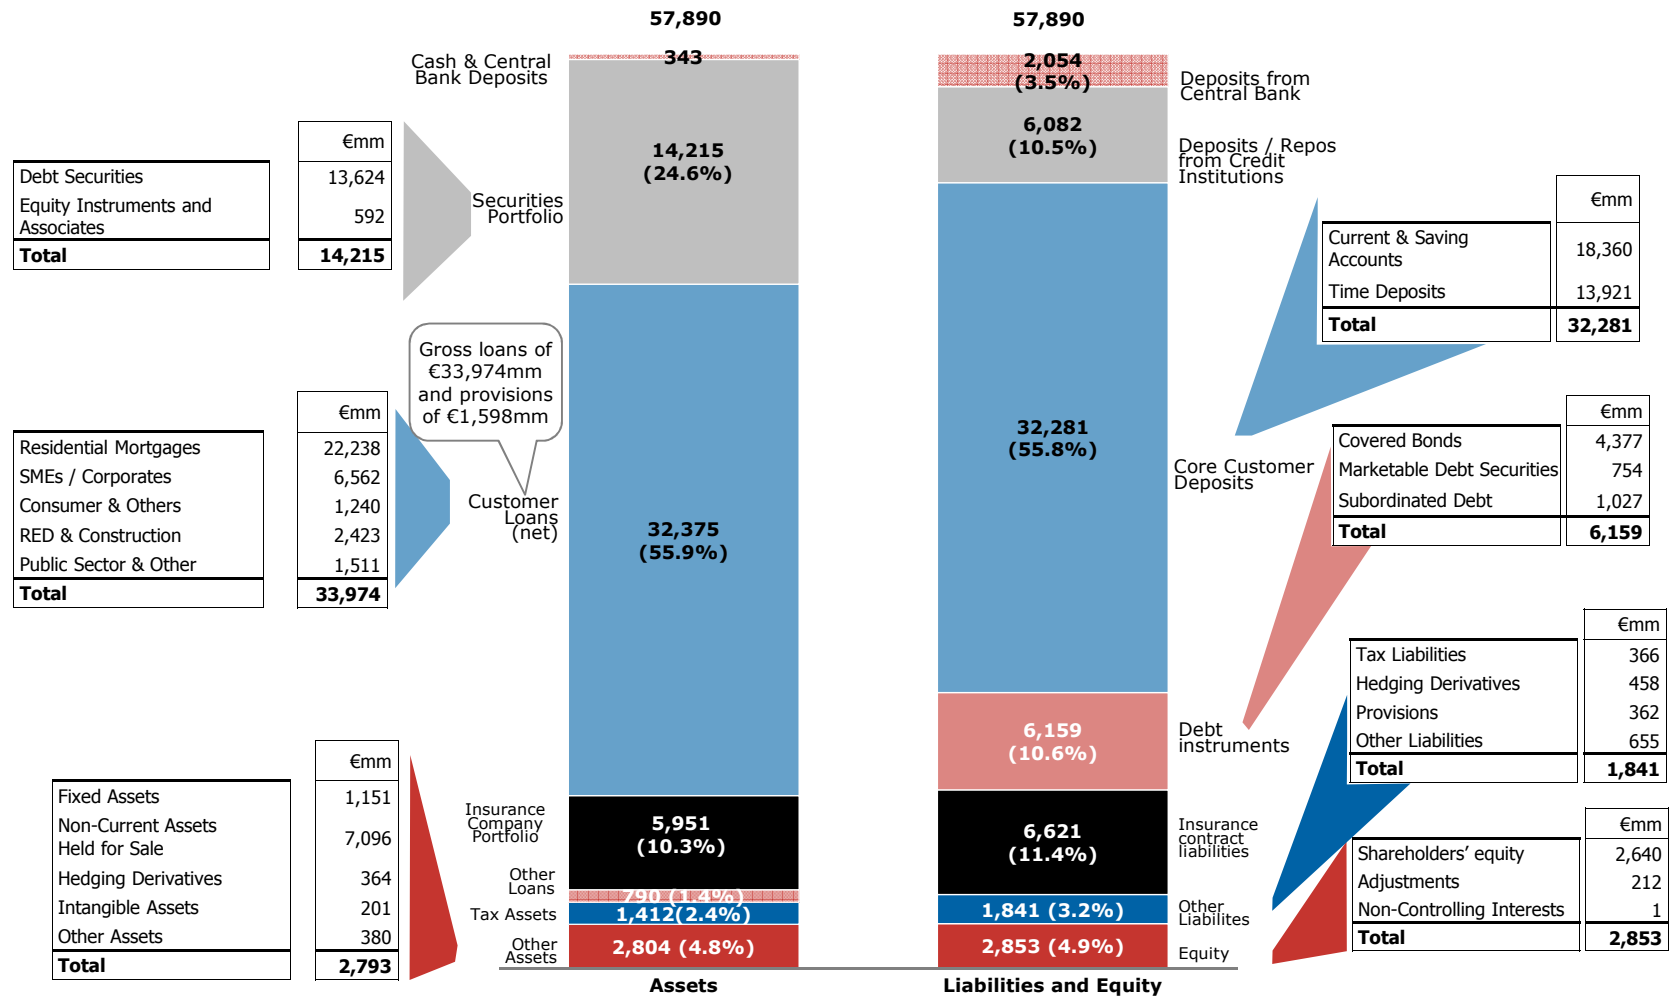 57,890
57,890
Cash & Central
Bank Deposits
343
2,054
(3.5%)
Deposits from
Central Bank
€mm
Debt Securities 13,624
Equity Instruments and
Associates 592
Total 14,215
Securities
Portfolio
14,215
(24.6%)
6,082
(10.5%)
Deposits / Repos
from Credit
Institutions
€mm
Current & Saving
Accounts 18,360
Time Deposits 13,921
Total 32,281
Gross loans of
€33,974mm
and provisions
of €1,598mm
€mm
Residential Mortgages 22,238
SMEs / Corporates 6,562
Consumer & Others 1,240
RED & Construction 2,423
Public Sector & Other 1,511
Total 33,974
Customer
Loans
(net)
32,375
(55.9%)
32,281
(55.8%)
Core Customer
Deposits
€mm
Covered Bonds 4,377
Marketable Debt Securities 754
Subordinated Debt 1,027
Total 6,159
6,159
(10.6%)
Debt
instruments
€mm
Tax Liabilities 366
Hedging Derivatives 458
Provisions 362
Other Liabilities 655
Total 1,841
€mm
Fixed Assets 1,151
Non-Current Assets
Held for Sale 7,096
Hedging Derivatives 364
Intangible Assets 201
Other Assets 380
Total 2,793
Insurance
Company
Portfolio
5,951
(10.3%)
6,621
(11.4%)
Insurance
contract
liabilities
Other
Loans
790 (1.4%)
Tax Assets
1,412(2.4%)
1,841 (3.2%)
Other
Liabilites
Other
Assets
2,804 (4.8%)
2,853 (4.9%)
Equity
€mm
Shareholders’ equity 2,640
Adjustments 212
Non-Controlling Interests 1
Total 2,853
Assets
Liabilities and Equity